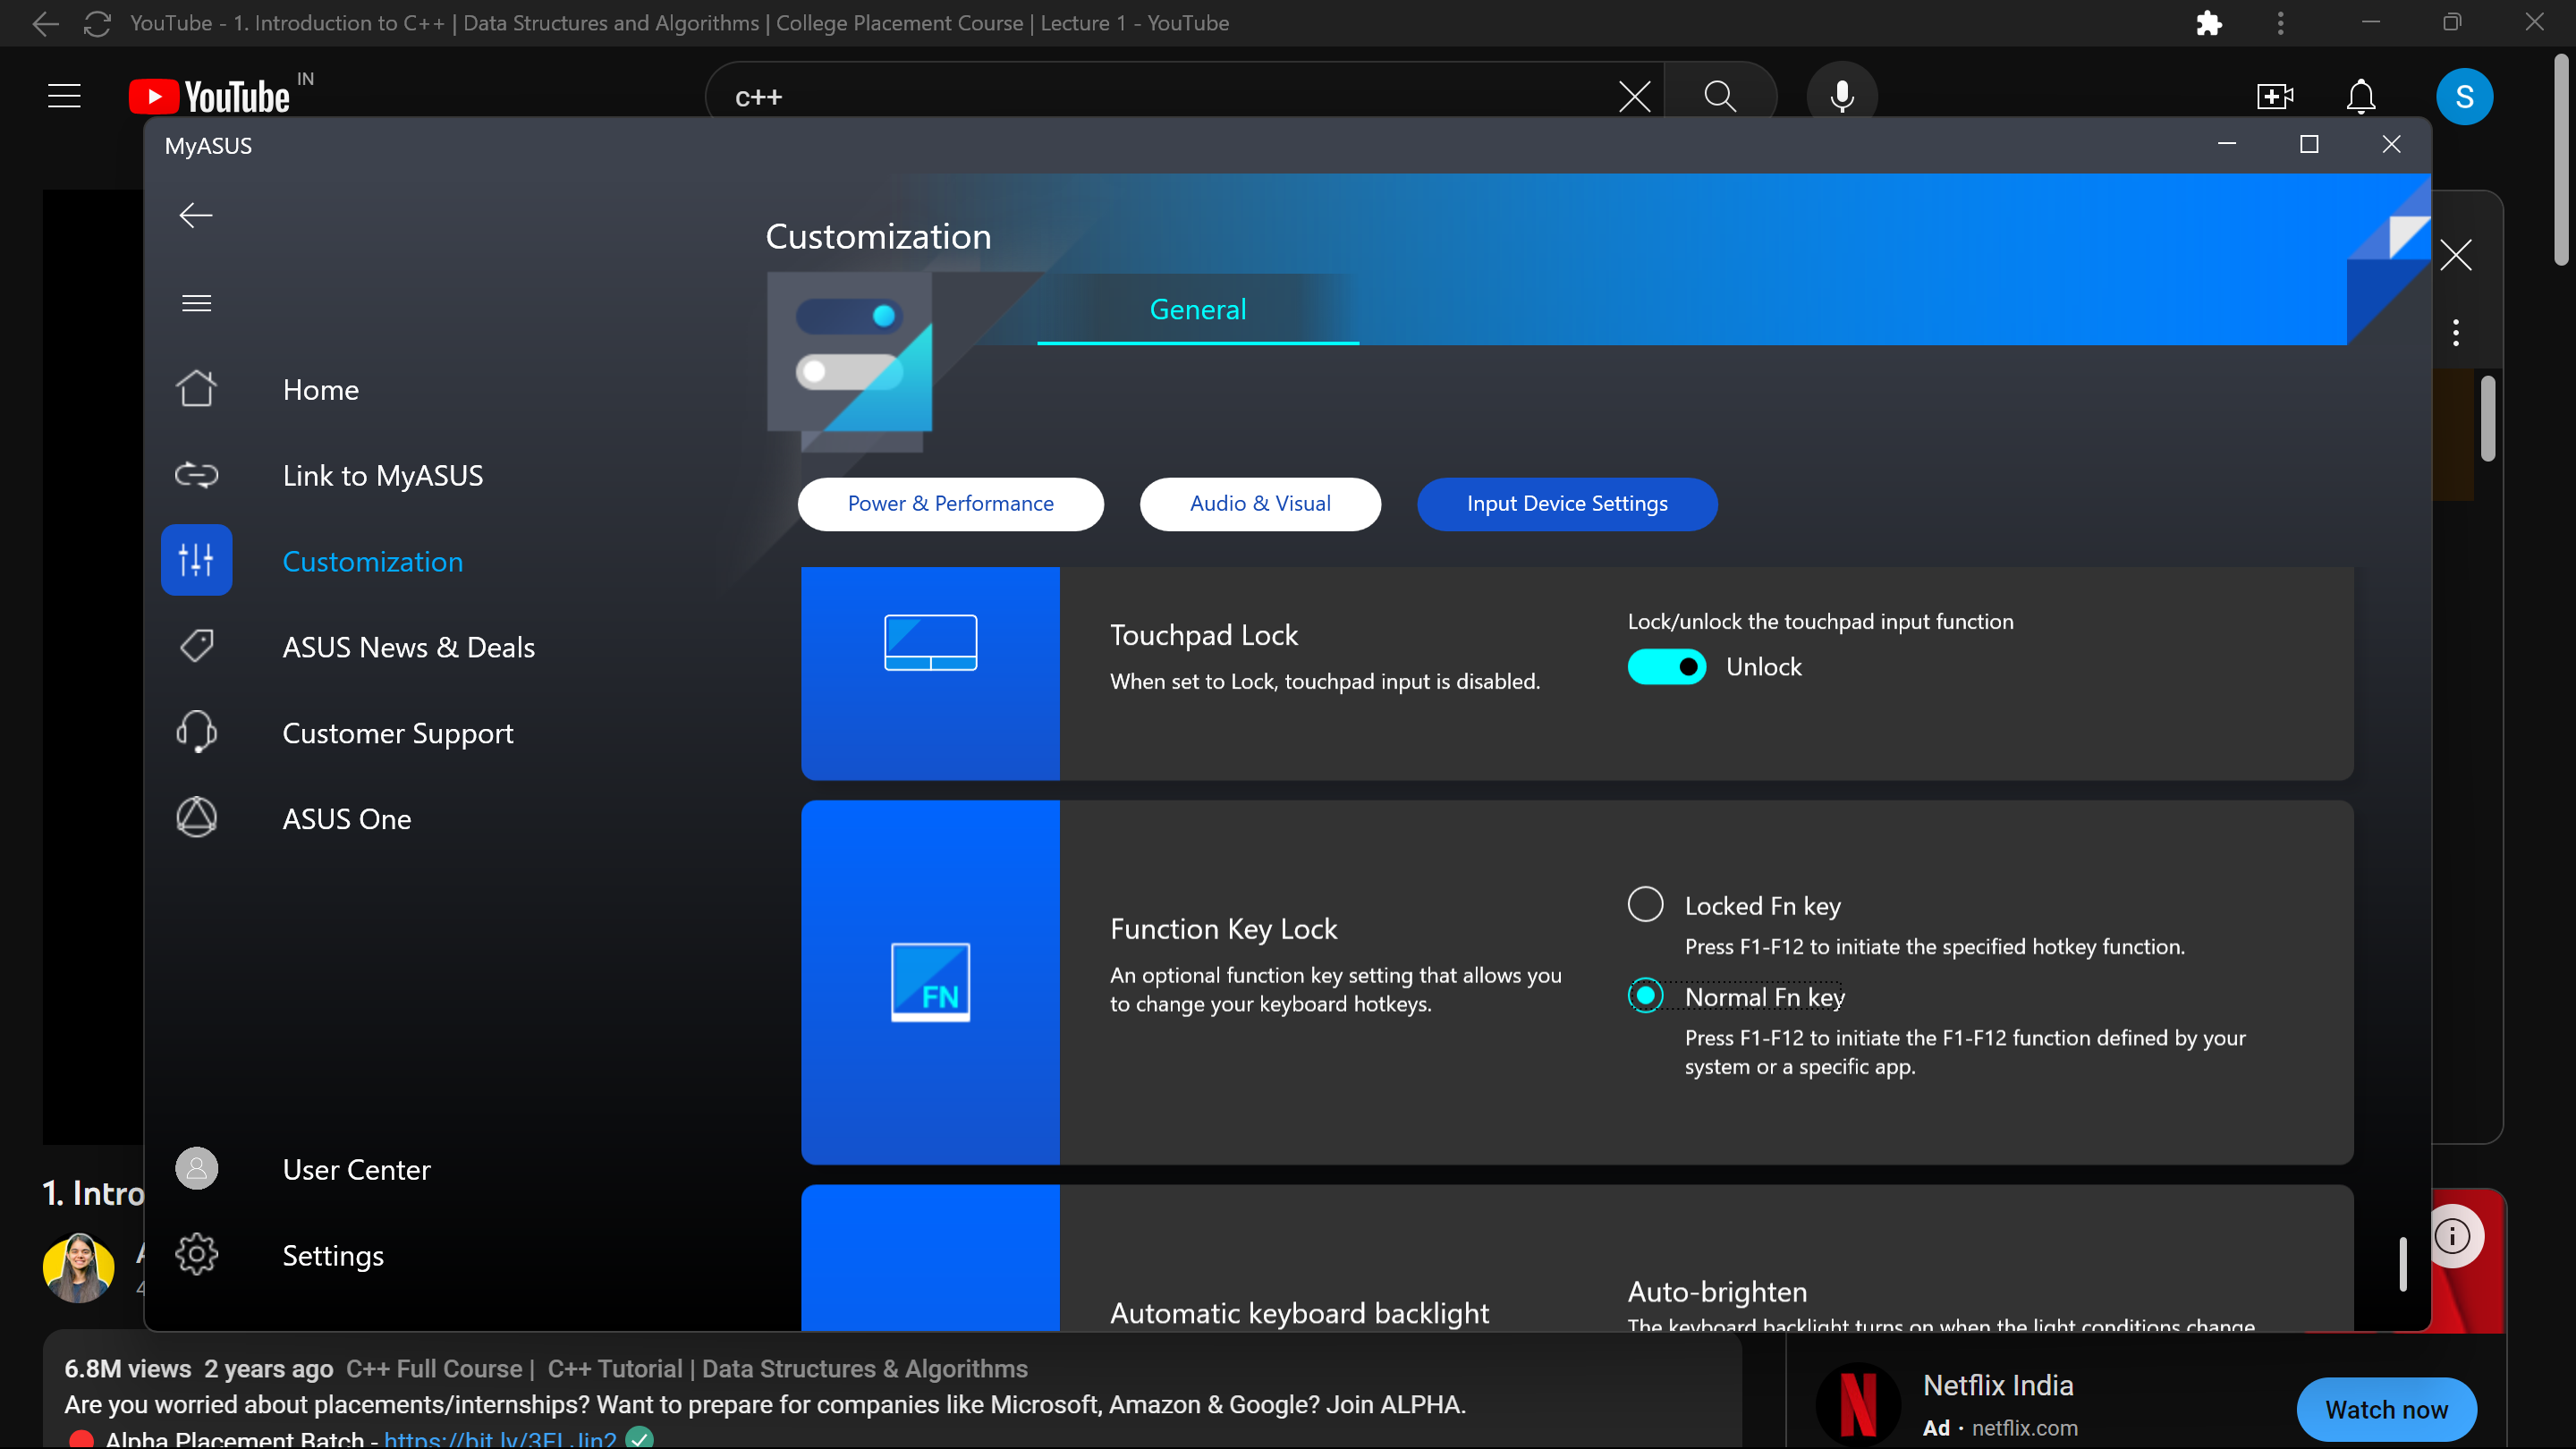 YouTube - 1. Introduction to C++ | Data Structures and Algorithms | College Placement Course | Lecture 1 - YouTube
YouTube IN
c++
S
MyASUS
Customization
General
Home
Link to MyASUS
Customization
ASUS News & Deals
Customer Support
ASUS One
User Center
Settings
Power & Performance
Audio & Visual
Input Device Settings
Touchpad Lock
When set to Lock, touchpad input is disabled.
Lock/unlock the touchpad input function
Unlock
Function Key Lock
An optional function key setting that allows you
to change your keyboard hotkeys.
FN
Locked Fn key
Press F1-F12 to initiate the specified hotkey function.
Normal Fn key
Press F1-F12 to initiate the F1-F12 function defined by your
system or a specific app.
Automatic keyboard backlight
Auto-brighten
The keyboard backlight turns on when the light conditions change
1. Intro
6.8M views 2 years ago C++ Full Course | C++ Tutorial | Data Structures & Algorithms
Are you worried about placements/internships? Want to prepare for companies like Microsoft, Amazon & Google? Join ALPHA.
Alpha Placement Batch -
Netflix India
Ad · netflix.com
Watch now